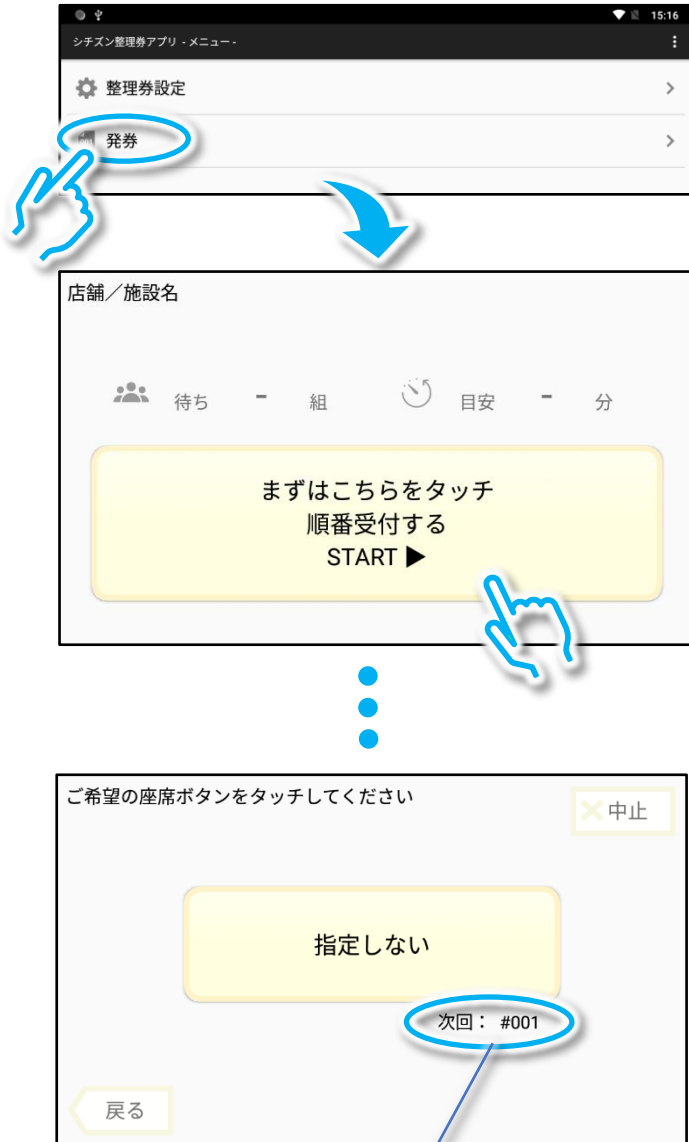 15:16
シチズン整理券アプリ - メニュー -
整理券設定
発券
店舗／施設名
待ち - 組 目安 - 分
まずはこちらをタッチ
順番受付する
START ▶
ご希望の座席ボタンをタッチしてください
中止
指定しない
次回： #001
戻る